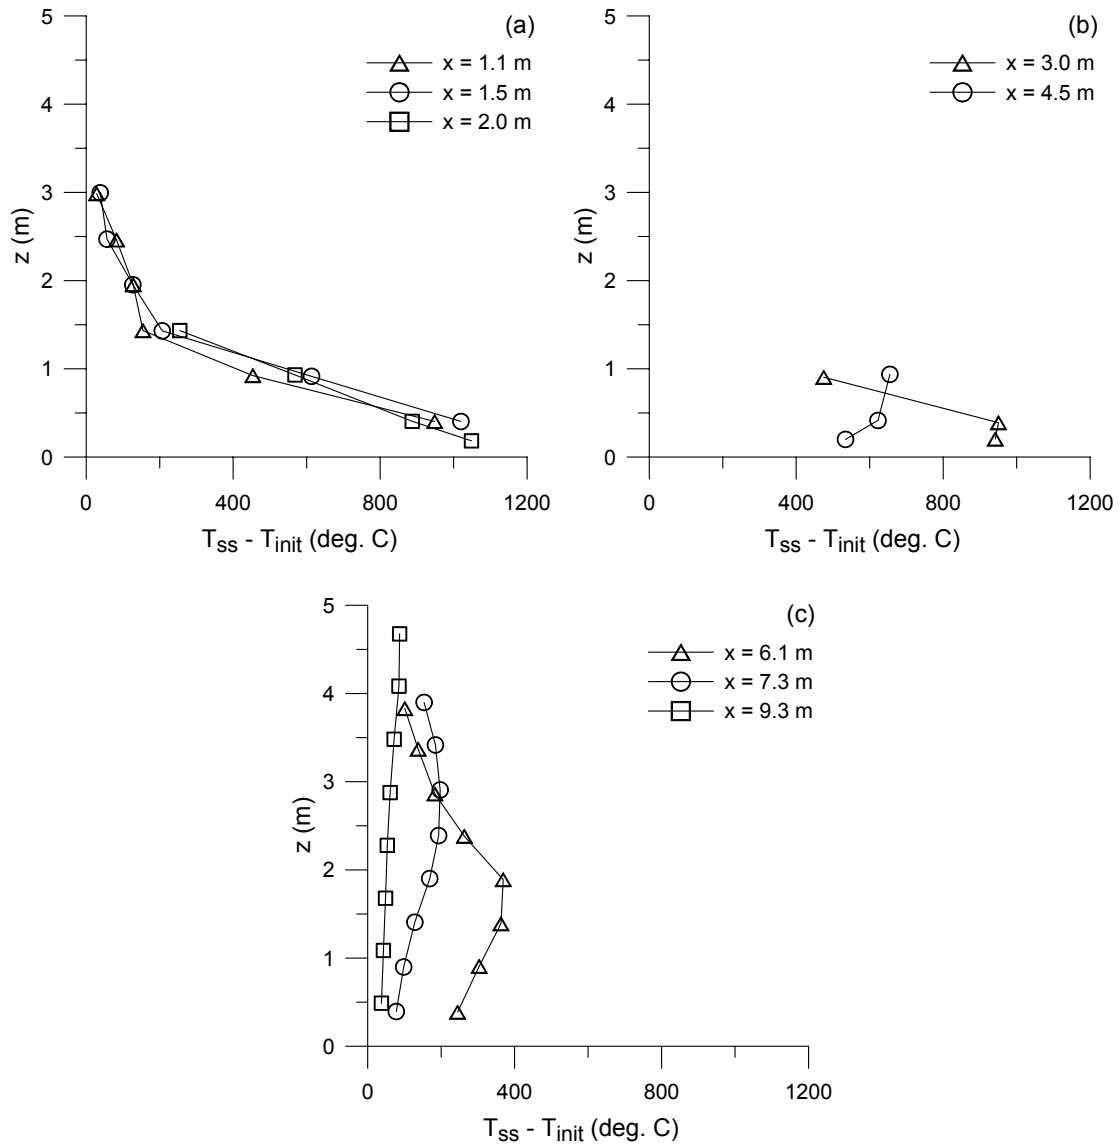 (a)
x = 1.1 m
x = 1.5 m
x = 2.0 m
5
4
3
2
1
0
z (m)
0 400 800 1200
Tss - Tinit (deg. C)
(b)
x = 3.0 m
x = 4.5 m
5
4
3
2
1
0
z (m)
0 400 800 1200
Tss - Tinit (deg. C)
(c)
x = 6.1 m
x = 7.3 m
x = 9.3 m
5
4
3
2
1
0
z (m)
0 400 800 1200
Tss - Tinit (deg. C)